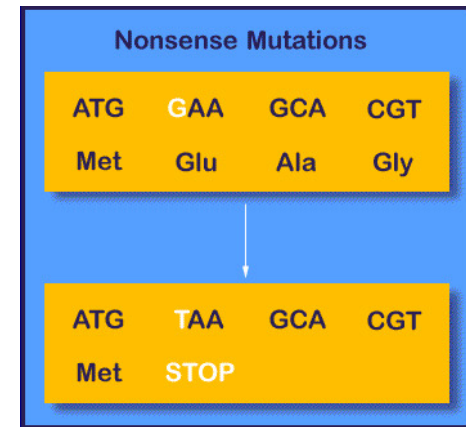 Nonsense Mutations
ATG GAA GCA CGT
Met Glu Ala Gly
ATG TAA GCA CGT
Met STOP